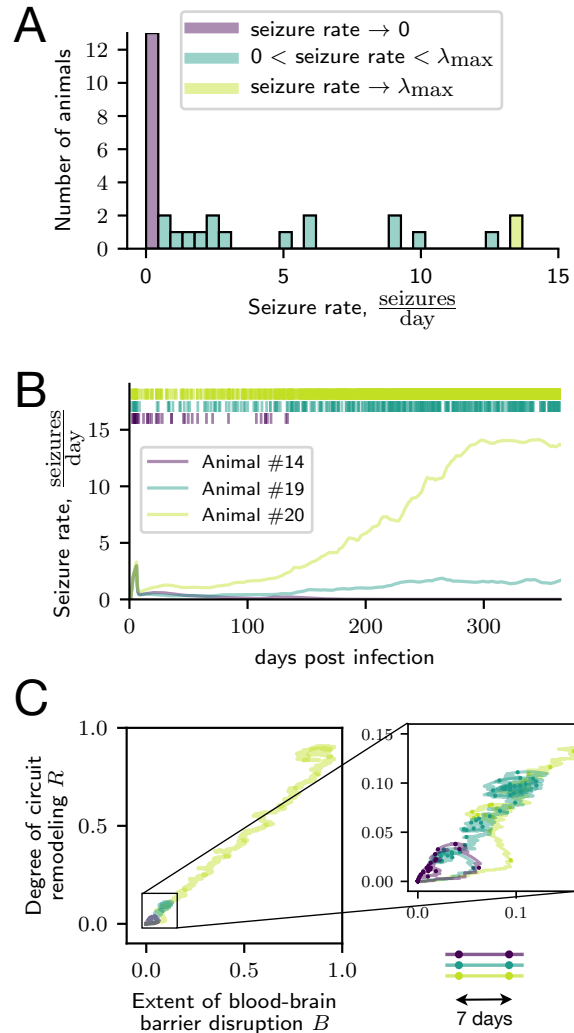 A
Number of animals
12
10
8
6
4
2
0
seizure rate → 0
0 < seizure rate < λmax
seizure rate → λmax
0
5
10
15
Seizure rate, seizures/day
B
Seizure rate, seizures/day
15
10
5
0
Animal #14
Animal #19
Animal #20
0
100
200
300
days post infection
C
Degree of circuit
remodeling R
1.0
0.5
0.0
0.0
0.5
1.0
Extent of blood-brain
barrier disruption B
0.15
0.10
0.05
0.00
0.0
0.1
7 days